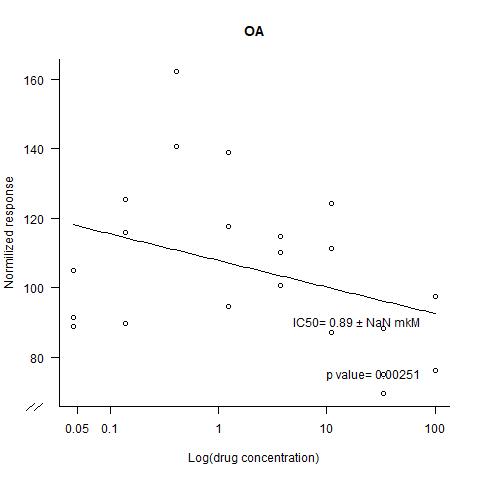 OA
Normilized response
160
140
120
100
80
IC50= 0.89 ± NaN mkM
p value= 0.00251
0.05 0.1 1 10 100
Log(drug concentration)